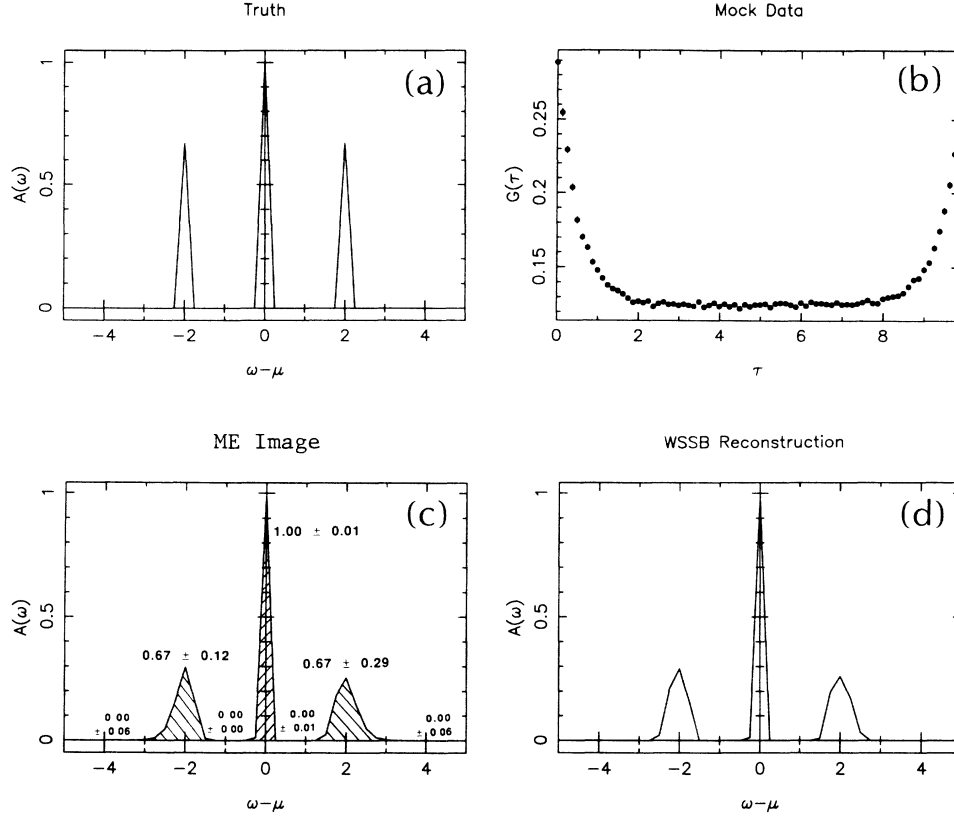 Truth
Mock Data
(a)
A(ω)
1
0.5
0
−4 −2 0 2 4
ω−μ
(b)
G(τ)
0.25
0.2
0.15
0 2 4 6 8
τ
ME Image
WSSB Reconstruction
(c)
A(ω)
1
0.5
0
1.00 ± 0.01
0.67 ± 0.12
0.67 ± 0.29
0.00
± 0.06
0.00
± 0.00
0.00
± 0.01
0.00
± 0.06
−4 −2 0 2 4
ω−μ
(d)
A(ω)
1
0.5
0
−4 −2 0 2 4
ω−μ